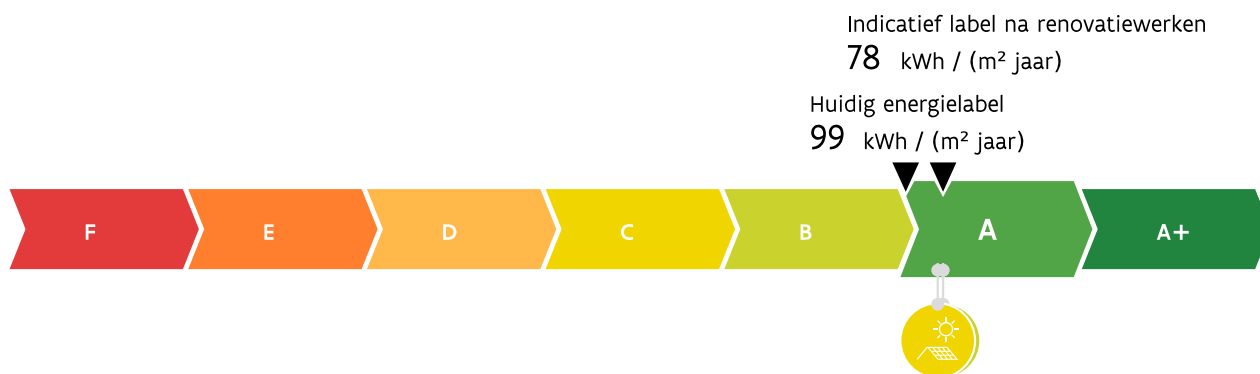 Indicatief label na renovatiewerken
78 kWh / (m² jaar)
Huidig energielabel
99 kWh / (m² jaar)
F E D C B A A+